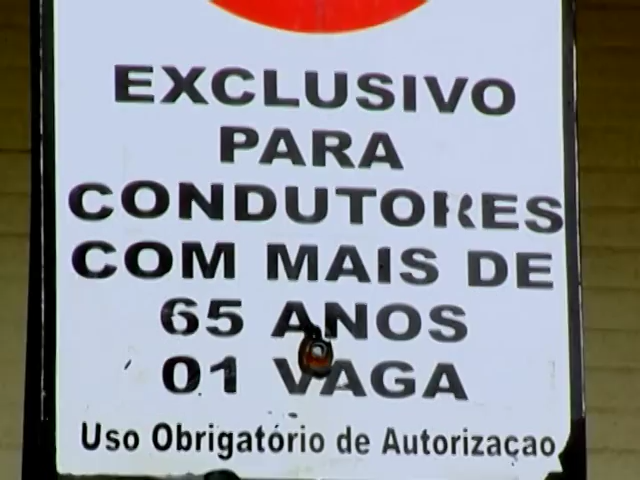 EXCLUSIVO
PARA
CONDUTORES
COM MAIS DE
65 ANOS
01 VAGA
Uso Obrigatório de Autorizaçao